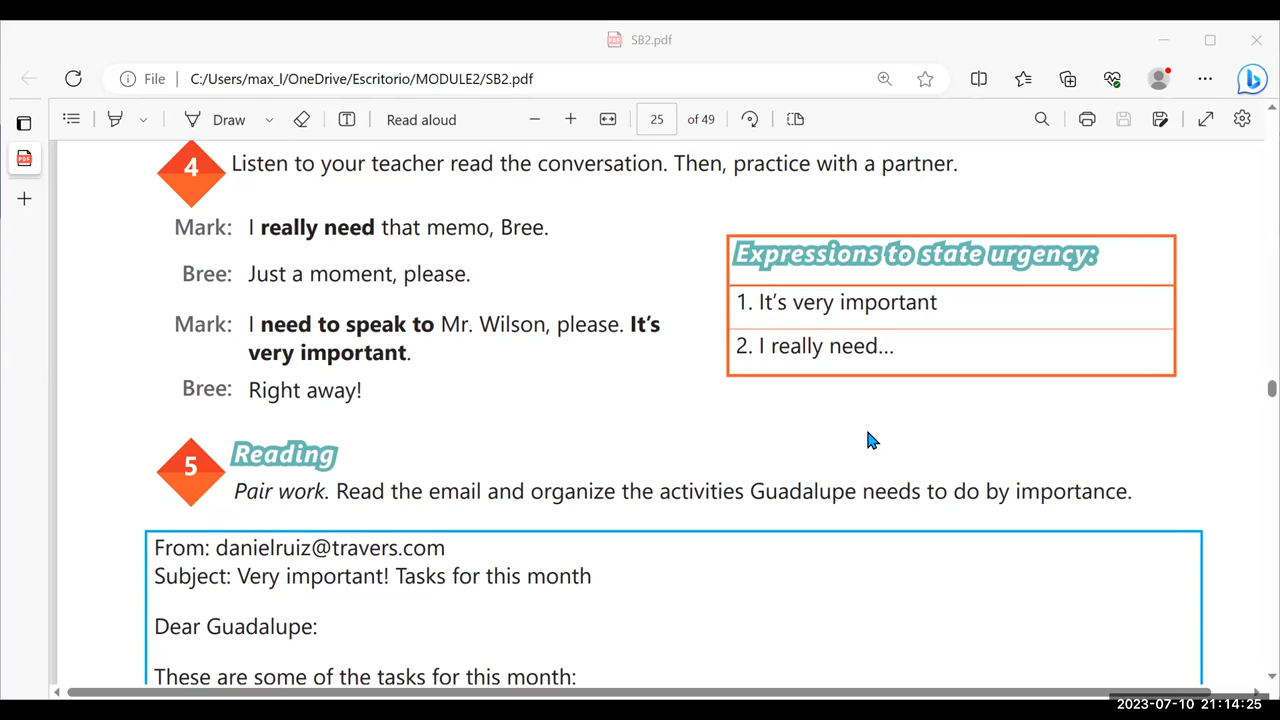 SB2.pdf
File C:/Users/max_l/OneDrive/Escritorio/MODULE2/SB2.pdf
Draw Read aloud 25 of 49
4 Listen to your teacher read the conversation. Then, practice with a partner.
Mark: I really need that memo, Bree.
Bree: Just a moment, please.
Mark: I need to speak to Mr. Wilson, please. It's
very important.
Bree: Right away!
Expressions to state urgency:
1. It's very important
2. I really need...
5 Reading
Pair work. Read the email and organize the activities Guadalupe needs to do by importance.
From: danielruiz@travers.com
Subject: Very important! Tasks for this month
Dear Guadalupe:
These are some of the tasks for this month:
2023-07-10 21:14:25